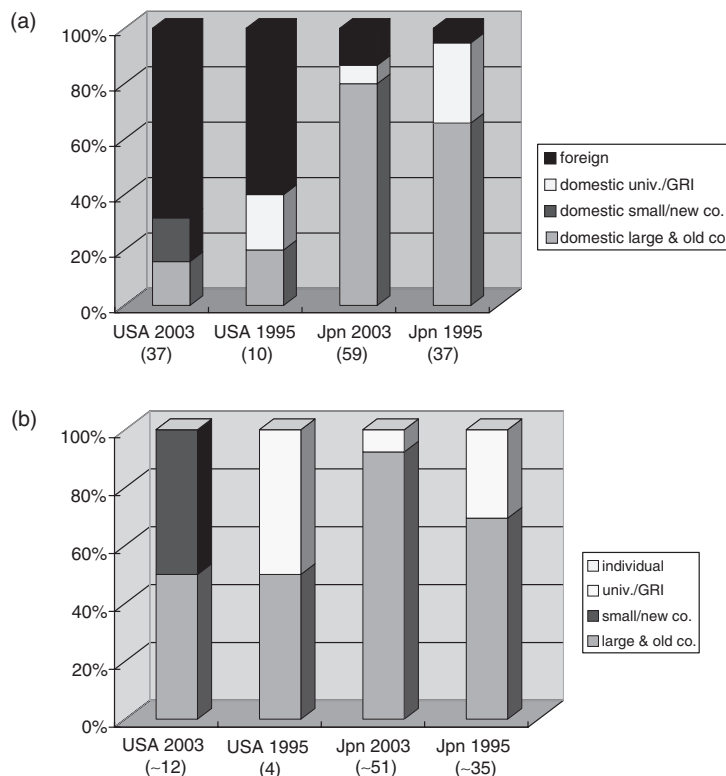 (a)
100%
80%
60%
40%
20%
0%
USA 2003 USA 1995 Jpn 2003 Jpn 1995
(37) (10) (59) (37)
foreign
domestic univ./GRI
domestic small/new co.
domestic large & old co.
(b)
100%
80%
60%
40%
20%
0%
USA 2003 USA 1995 Jpn 2003 Jpn 1995
(~12) (4) (~51) (~35)
individual
univ./GRI
small/new co.
large & old co.